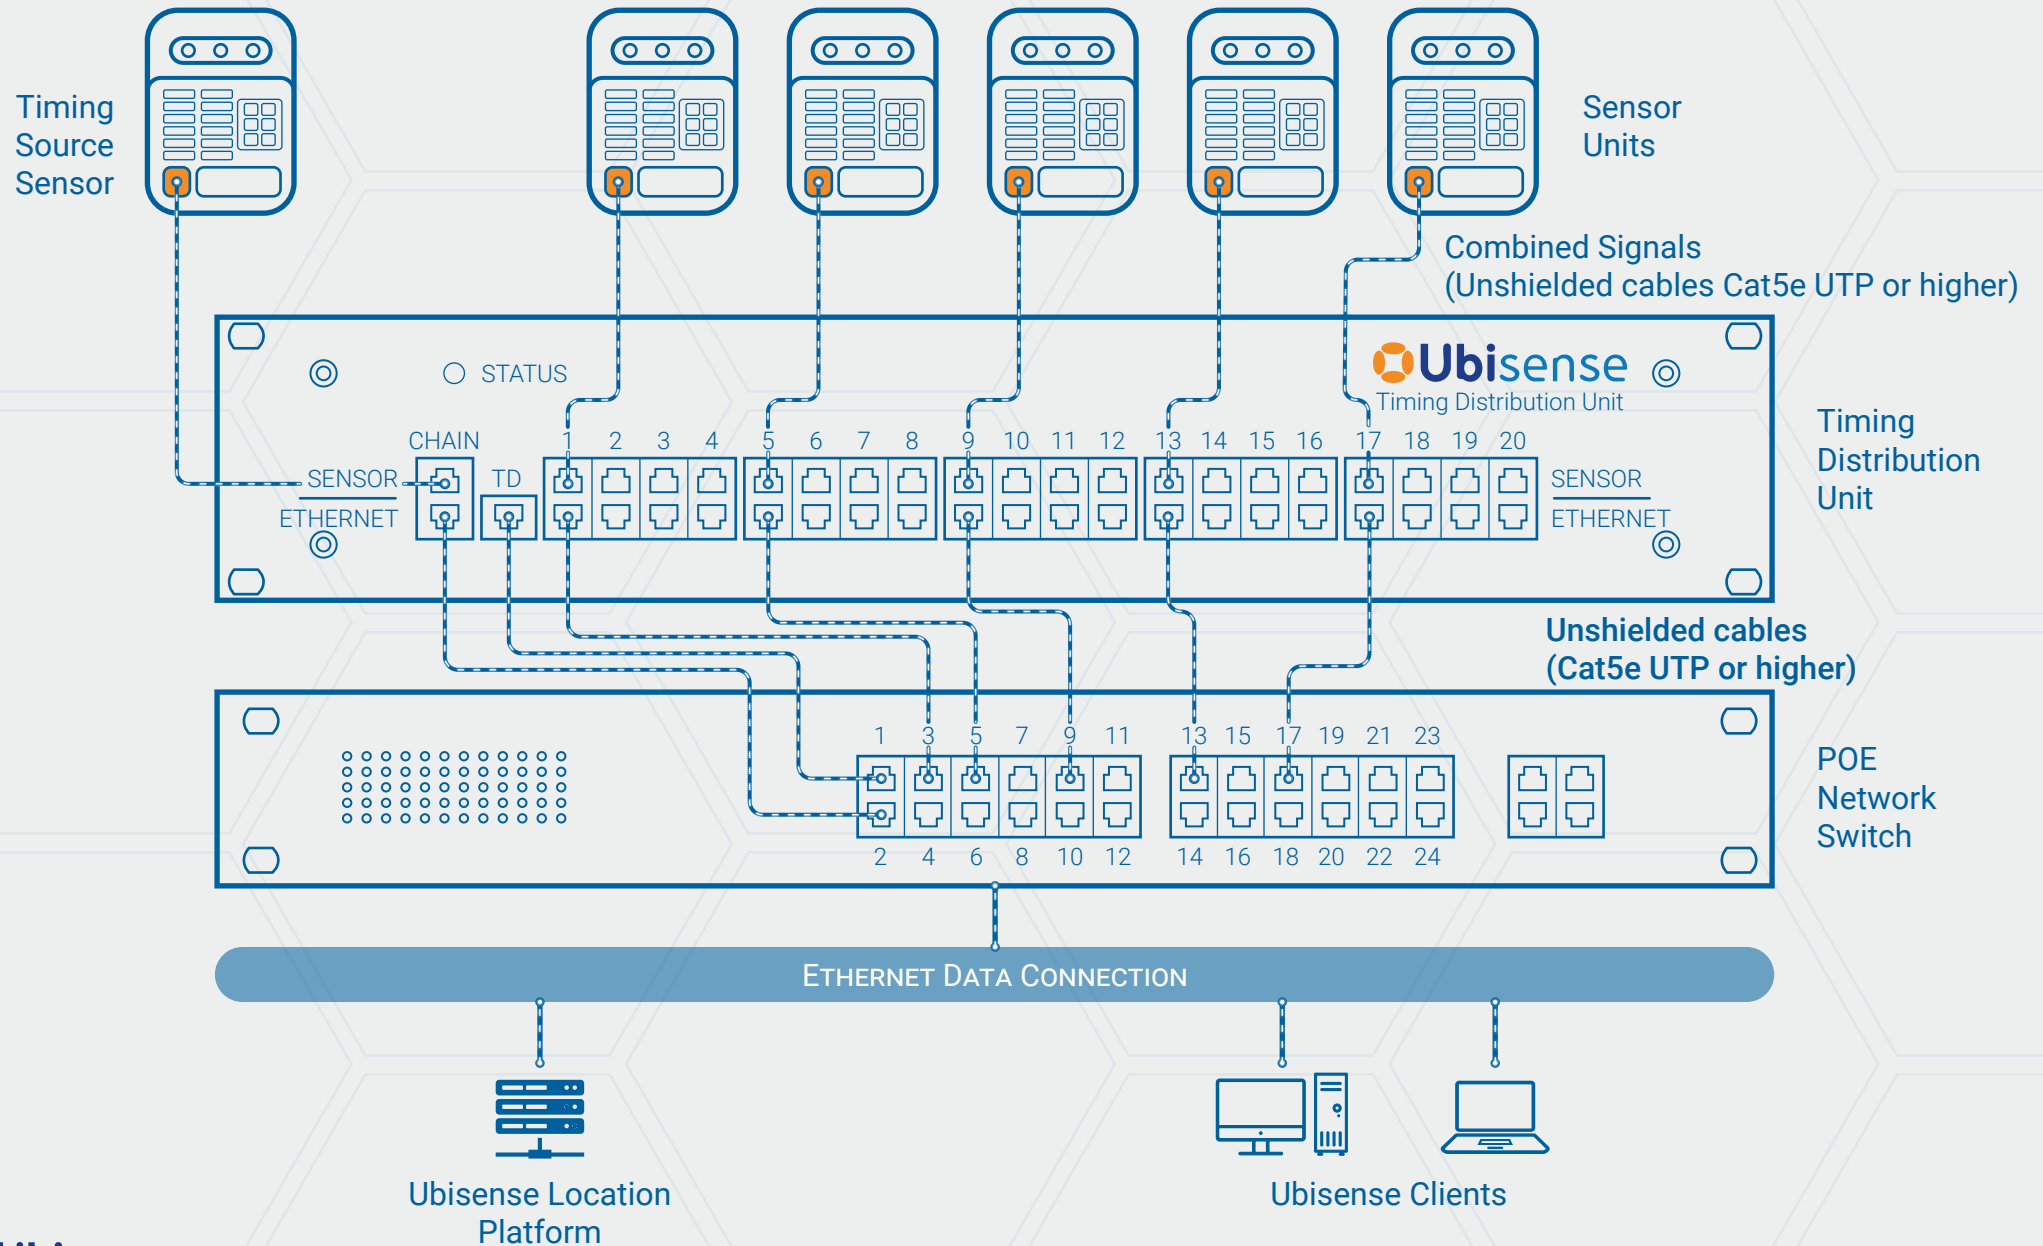 Timing
Source
Sensor
Sensor
Units
Combined Signals
(Unshielded cables Cat5e UTP or higher)
STATUS
Ubisense
Timing Distribution Unit
CHAIN
1 2 3 4 5 6 7 8 9 10 11 12 13 14 15 16 17 18 19 20
SENSOR
TD
ETHERNET
SENSOR
ETHERNET
Timing
Distribution
Unit
Unshielded cables
(Cat5e UTP or higher)
1 3 5 7 9 11 13 15 17 19 21 23
2 4 6 8 10 12 14 16 18 20 22 24
POE
Network
Switch
ETHERNET DATA CONNECTION
Ubisense Location
Platform
Ubisense Clients